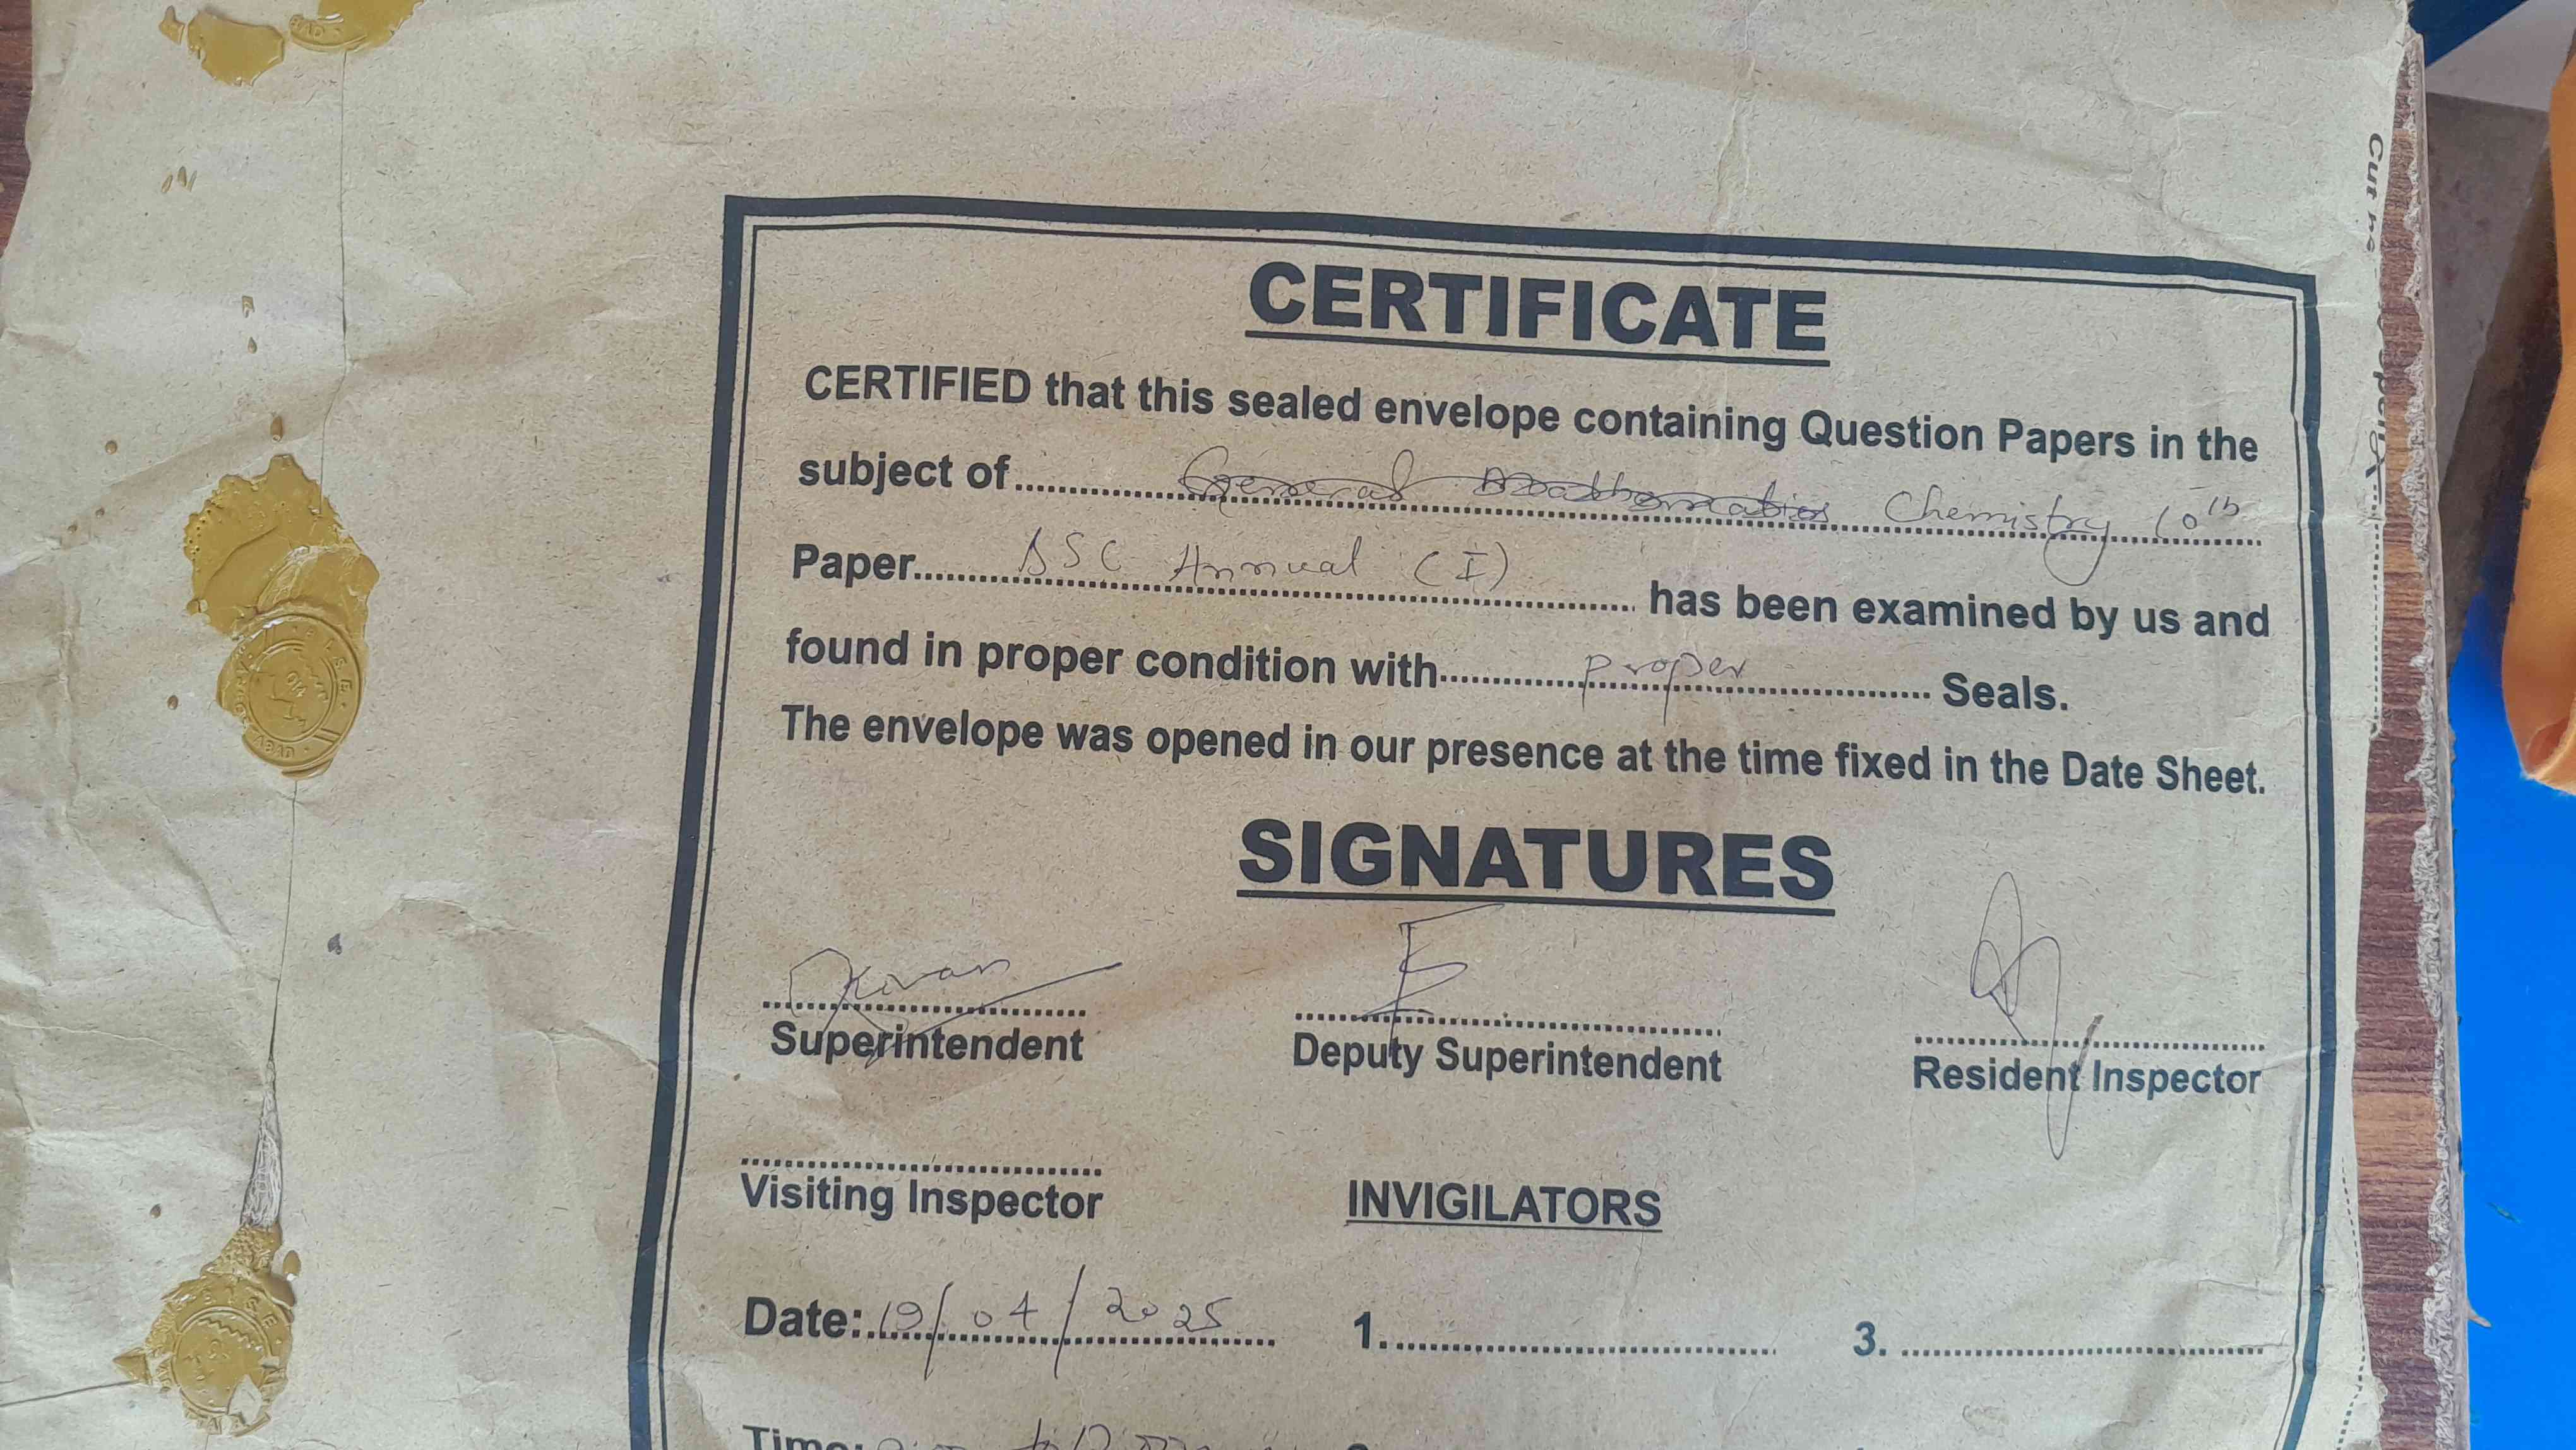 CERTIFICATE
CERTIFIED that this sealed envelope containing Question Papers in the
subject of General Mathematics Chemistry 10th
Paper SSC Annual (I) has been examined by us and
found in proper condition with proper Seals.
The envelope was opened in our presence at the time fixed in the Date Sheet.
SIGNATURES
Superintendent Deputy Superintendent Resident Inspector
Visiting Inspector INVIGILATORS
Date: 19/04/2025 1. 3.
Time: